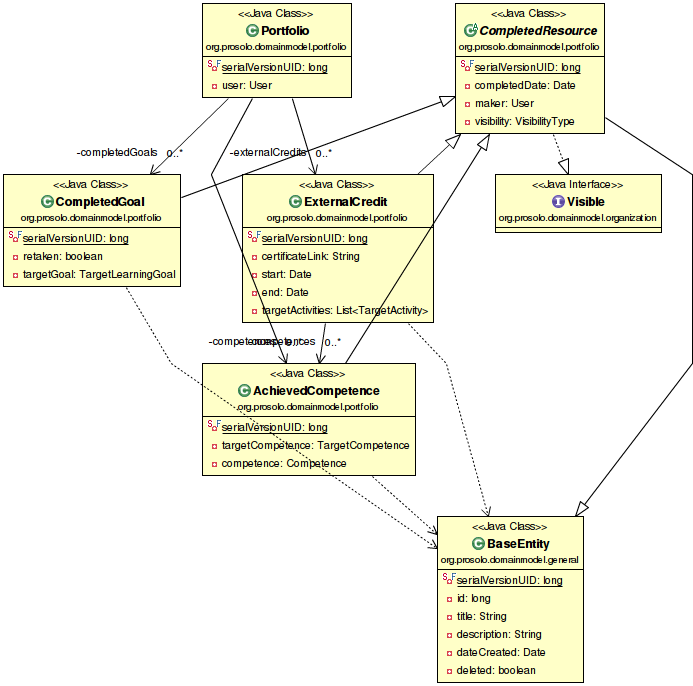 <<Java Class>>
Portfolio
org.prosolo.domainmodel.portfolio
serialVersionUID: long
user: User
<<Java Class>>
CompletedResource
org.prosolo.domainmodel.portfolio
serialVersionUID: long
completedDate: Date
maker: User
visibility: VisibilityType
-completedGoals 0..*
-externalCredits 0..*
<<Java Class>>
CompletedGoal
org.prosolo.domainmodel.portfolio
serialVersionUID: long
retaken: boolean
targetGoal: TargetLearningGoal
<<Java Class>>
ExternalCredit
org.prosolo.domainmodel.portfolio
serialVersionUID: long
certificateLink: String
start: Date
end: Date
targetActivities: List<TargetActivity>
<<Java Interface>>
Visible
org.prosolo.domainmodel.organization
-competences 0..*
0..*
<<Java Class>>
AchievedCompetence
org.prosolo.domainmodel.portfolio
serialVersionUID: long
targetCompetence: TargetCompetence
competence: Competence
<<Java Class>>
BaseEntity
org.prosolo.domainmodel.general
serialVersionUID: long
id: long
title: String
description: String
dateCreated: Date
deleted: boolean